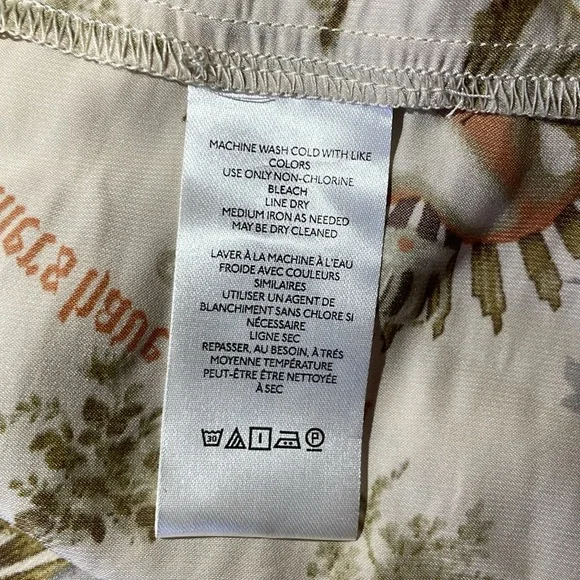 MACHINE WASH COLD WITH LIKE
COLORS
USE ONLY NON-CHLORINE
BLEACH
LINE DRY
MEDIUM IRON AS NEEDED
MAY BE DRY CLEANED
LAVER À LA MACHINE À L'EAU
FROIDE AVEC COULEURS
SIMILAIRES
UTILISER UN AGENT DE
BLANCHIMENT SANS CHLORE SI
NÉCESSAIRE
LIGNE SEC
REPASSER, AU BESOIN, À TRÉS
MOYENNE TEMPÉRATURE
PEUT-ÊTRE ÊTRE NETTOYÉE
À SEC
30 P